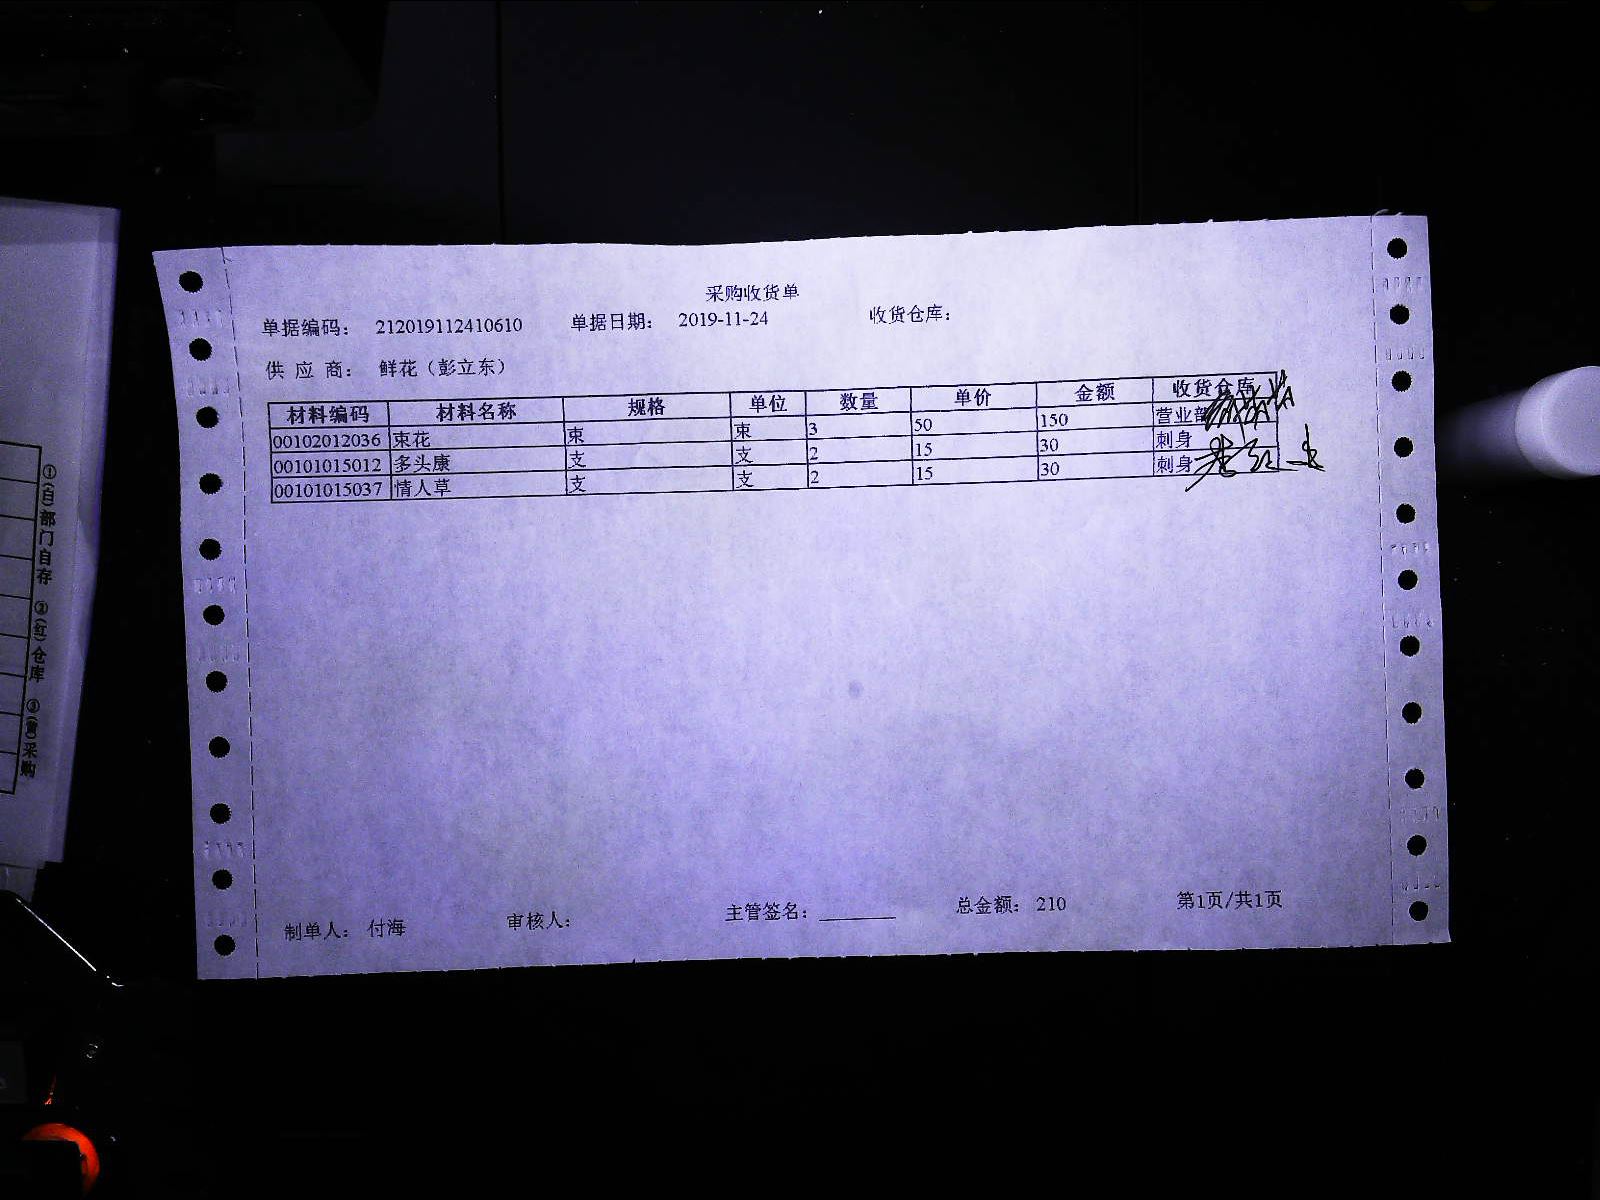 采购收货单
单据编码： 212019112410610 单据日期： 2019-11-24 收货仓库：
供 应 商： 鲜花（彭立东）
材料编码 材料名称 规格 单位 数量 单价 金额 收货仓库
00102012036 束花 束 束 3 50 150 营业部
00101015012 多头康 支 支 2 15 30 刺身
00101015037 情人草 支 支 2 15 30 刺身
制单人： 付海 审核人： 主管签名： 总金额： 210 第1页/共1页
①(白)部门自存 ②(红)仓库 ③(黄)采购